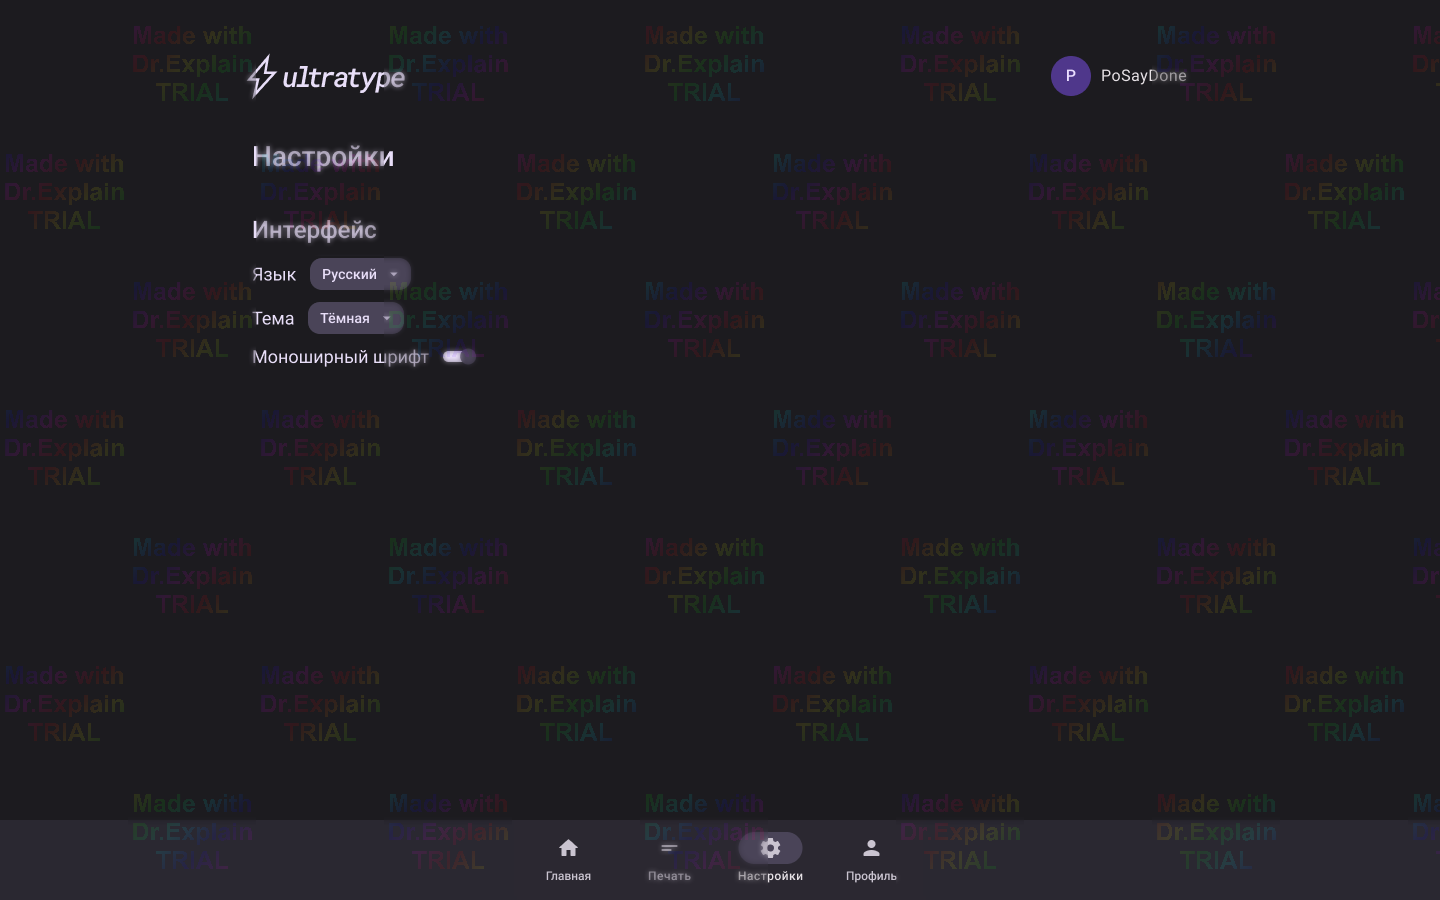 ultratype
P PoSayDone
Настройки
Интерфейс
Язык Русский
Тема Тёмная
Моноширный шрифт
Главная Печать Настройки Профиль
Made with
Dr.Explain
TRIAL